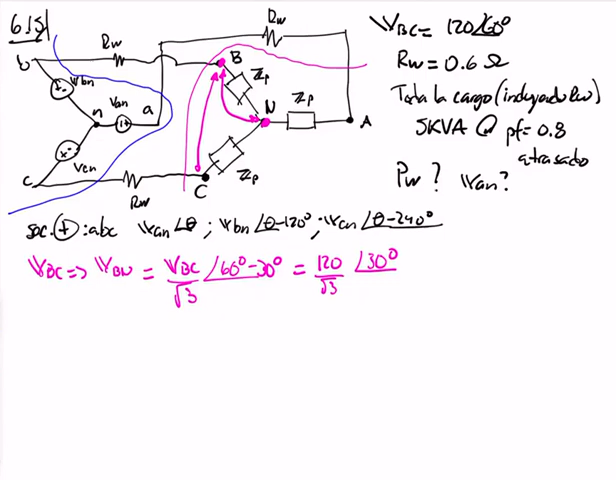 6.15|
Rw
b
Rw
B
Zp
Vbn
n
Van
a
N
Zp
A
Vcn
Zp
c
Rw
C
VBC = 120∠60°
Rw = 0.6 Ω
Toda la carga (incluyendo Rw)
5KVA @ pf = 0.8
atrasado
Pw? Van?
sec. (+): abc Van∠θ ; Vbn∠θ-120° ; Vcn∠θ-240°
VBC => VBN = VBC/√3 ∠60°-30° = 120/√3 ∠30°